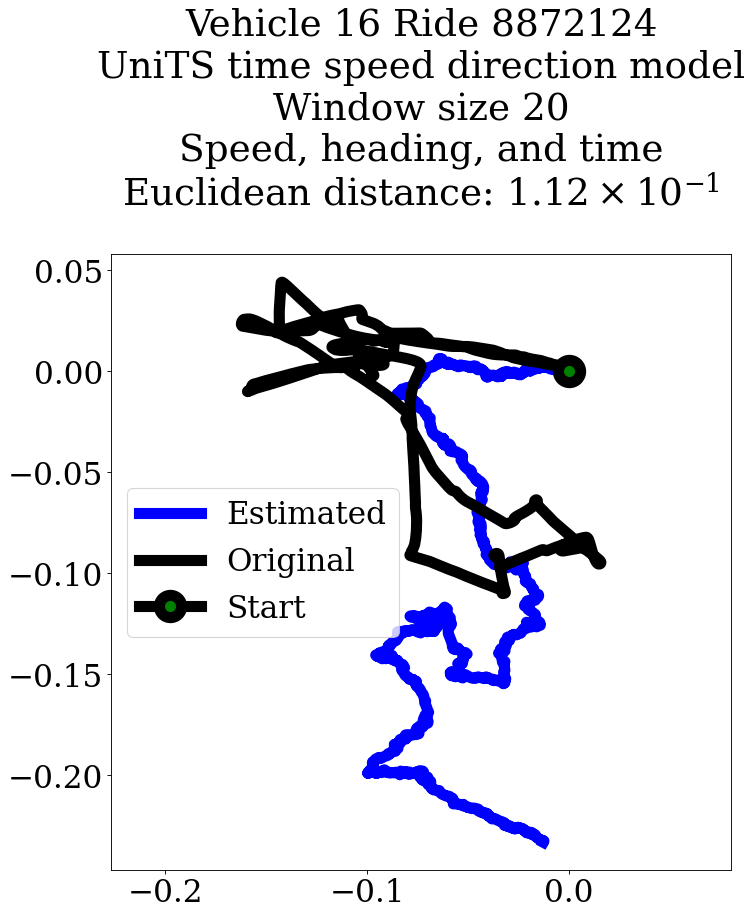 Vehicle 16 Ride 8872124
UniTS time speed direction model
Window size 20
Speed, heading, and time
Euclidean distance: 1.12 × 10⁻¹
0.05
0.00
−0.05
−0.10
−0.15
−0.20
Estimated
Original
Start
−0.2 −0.1 0.0